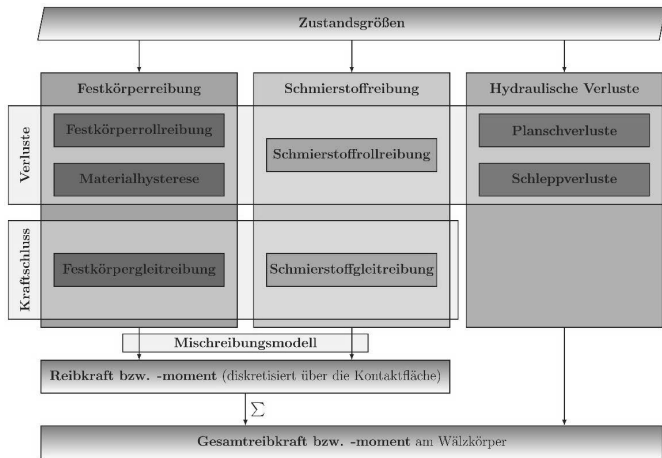 Zustandsgrößen
Festkörperreibung
Schmierstoffreibung
Hydraulische Verluste
Verluste
Festkörperrollreibung
Materialhysterese
Schmierstoffrollreibung
Planschverluste
Schleppverluste
Kraftschluss
Festkörpergleitreibung
Schmierstoffgleitreibung
Mischreibungsmodell
Reibkraft bzw. -moment (diskretisiert über die Kontaktfläche)
∑
Gesamtreibkraft bzw. -moment am Wälzkörper